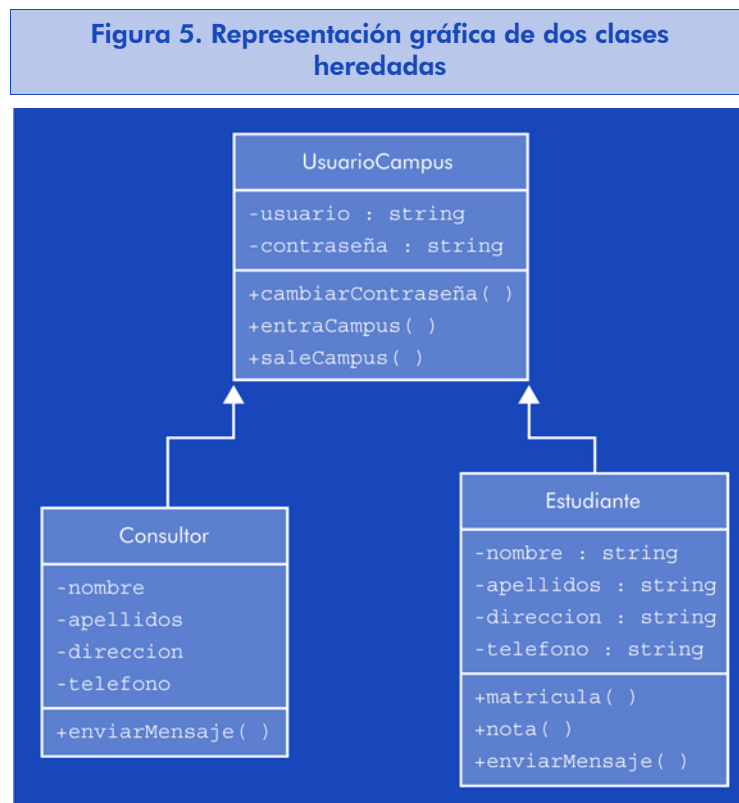 Figura 5. Representación gráfica de dos clases
heredadas
UsuarioCampus
-usuario : string
-contraseña : string
+cambiarContraseña( )
+entraCampus( )
+saleCampus( )
Consultor
-nombre
-apellidos
-direccion
-telefono
+enviarMensaje( )
Estudiante
-nombre : string
-apellidos : string
-direccion : string
-telefono : string
+matricula( )
+nota( )
+enviarMensaje( )